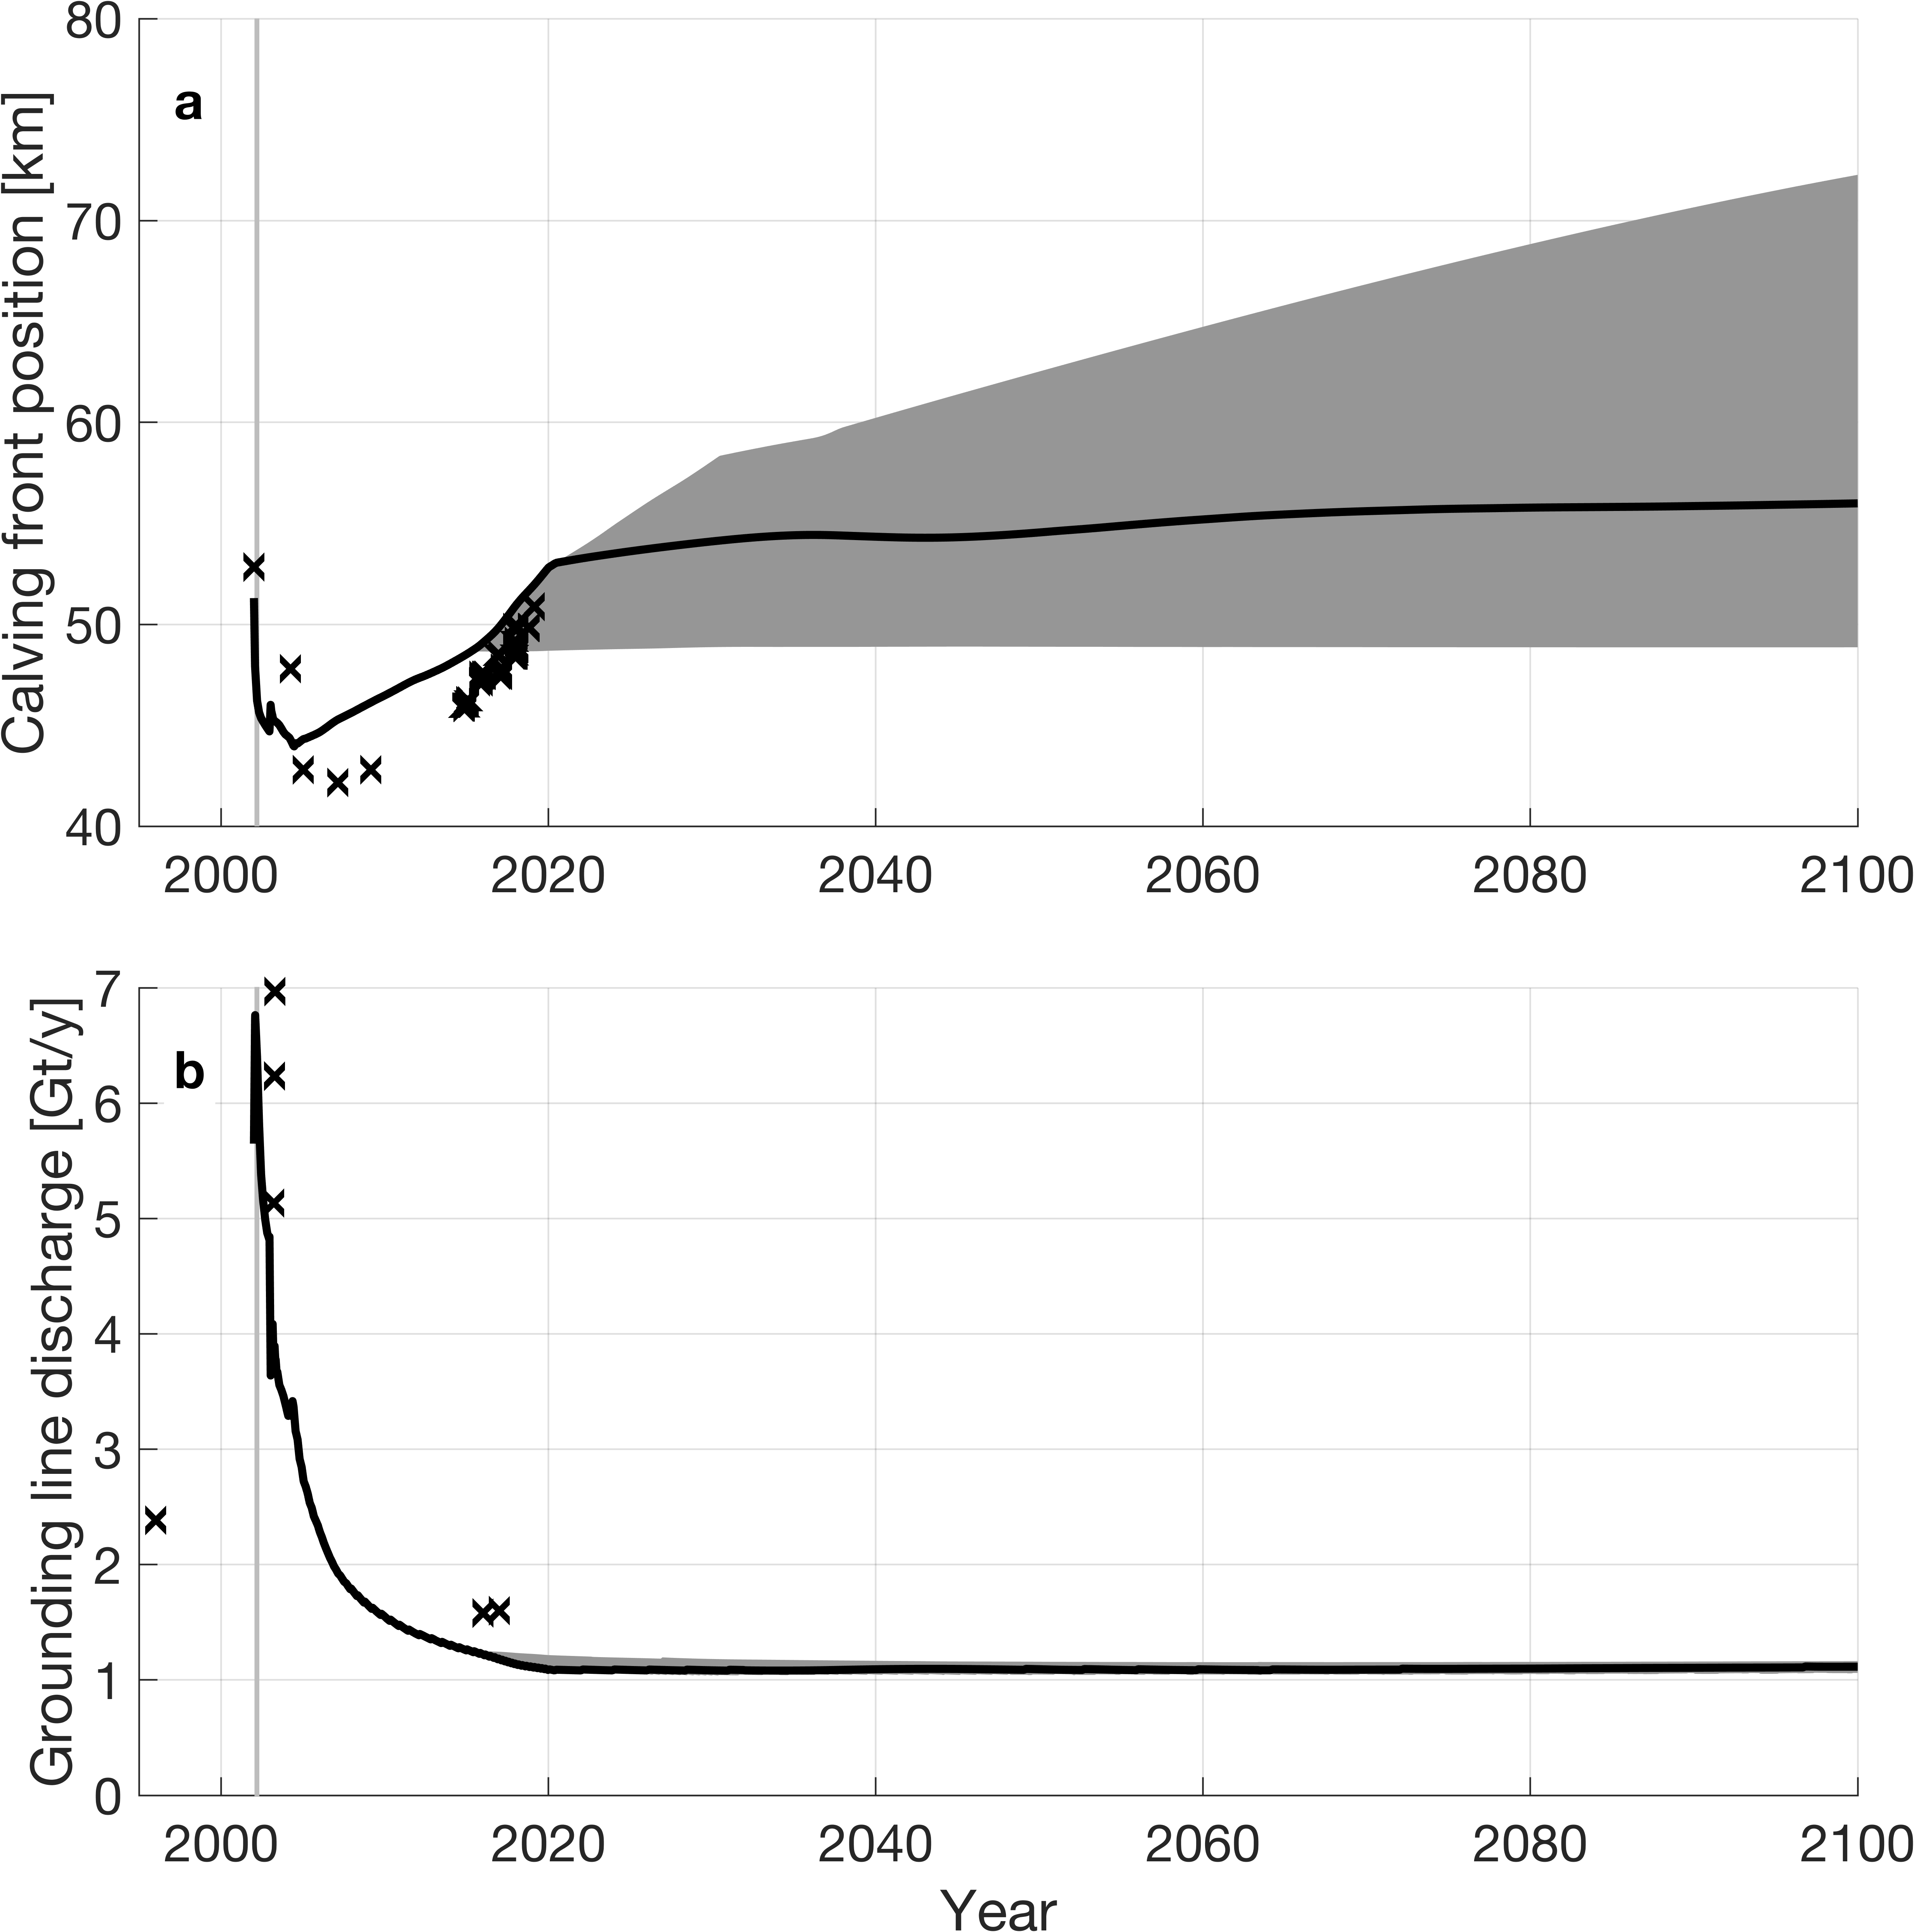 a
Calving front position [km]
80
70
60
50
40
2000 2020 2040 2060 2080 2100
b
Grounding line discharge [Gt/y]
7
6
5
4
3
2
1
0
2000 2020 2040 2060 2080 2100
Year